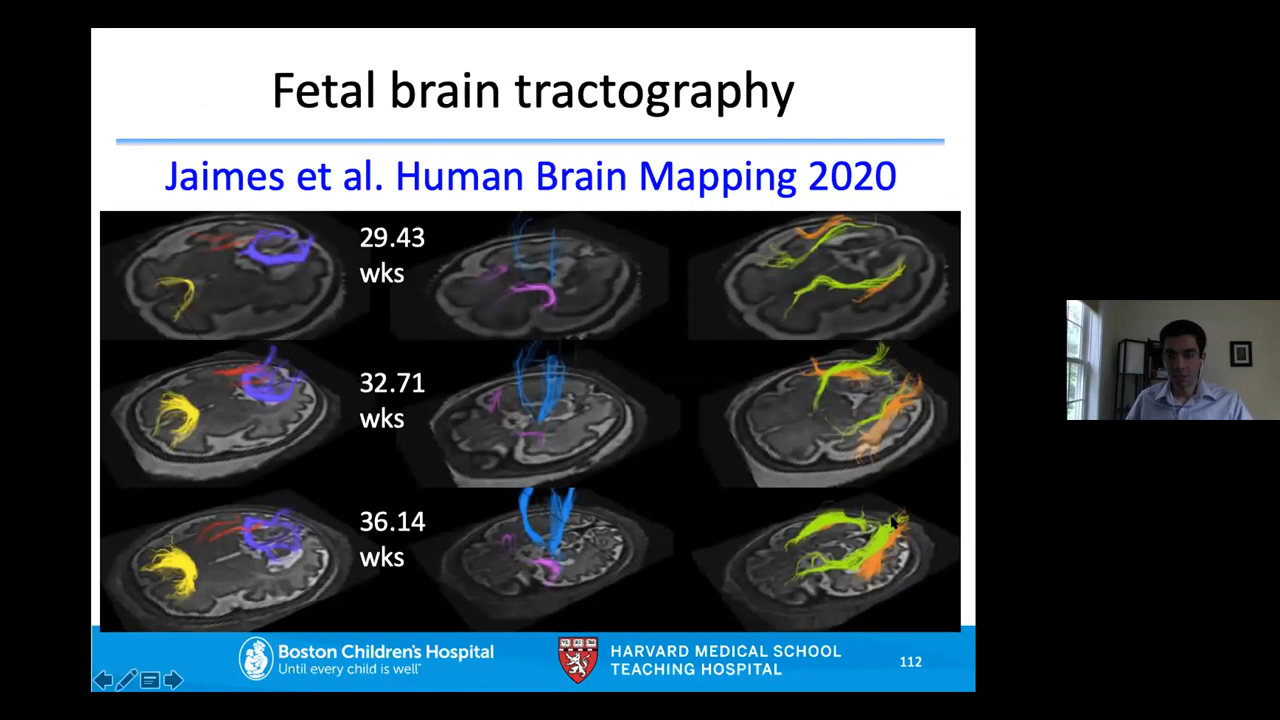 Fetal brain tractography
Jaimes et al. Human Brain Mapping 2020
29.43
wks
32.71
wks
36.14
wks
Boston Children's Hospital
Until every child is well™
HARVARD MEDICAL SCHOOL
TEACHING HOSPITAL
112